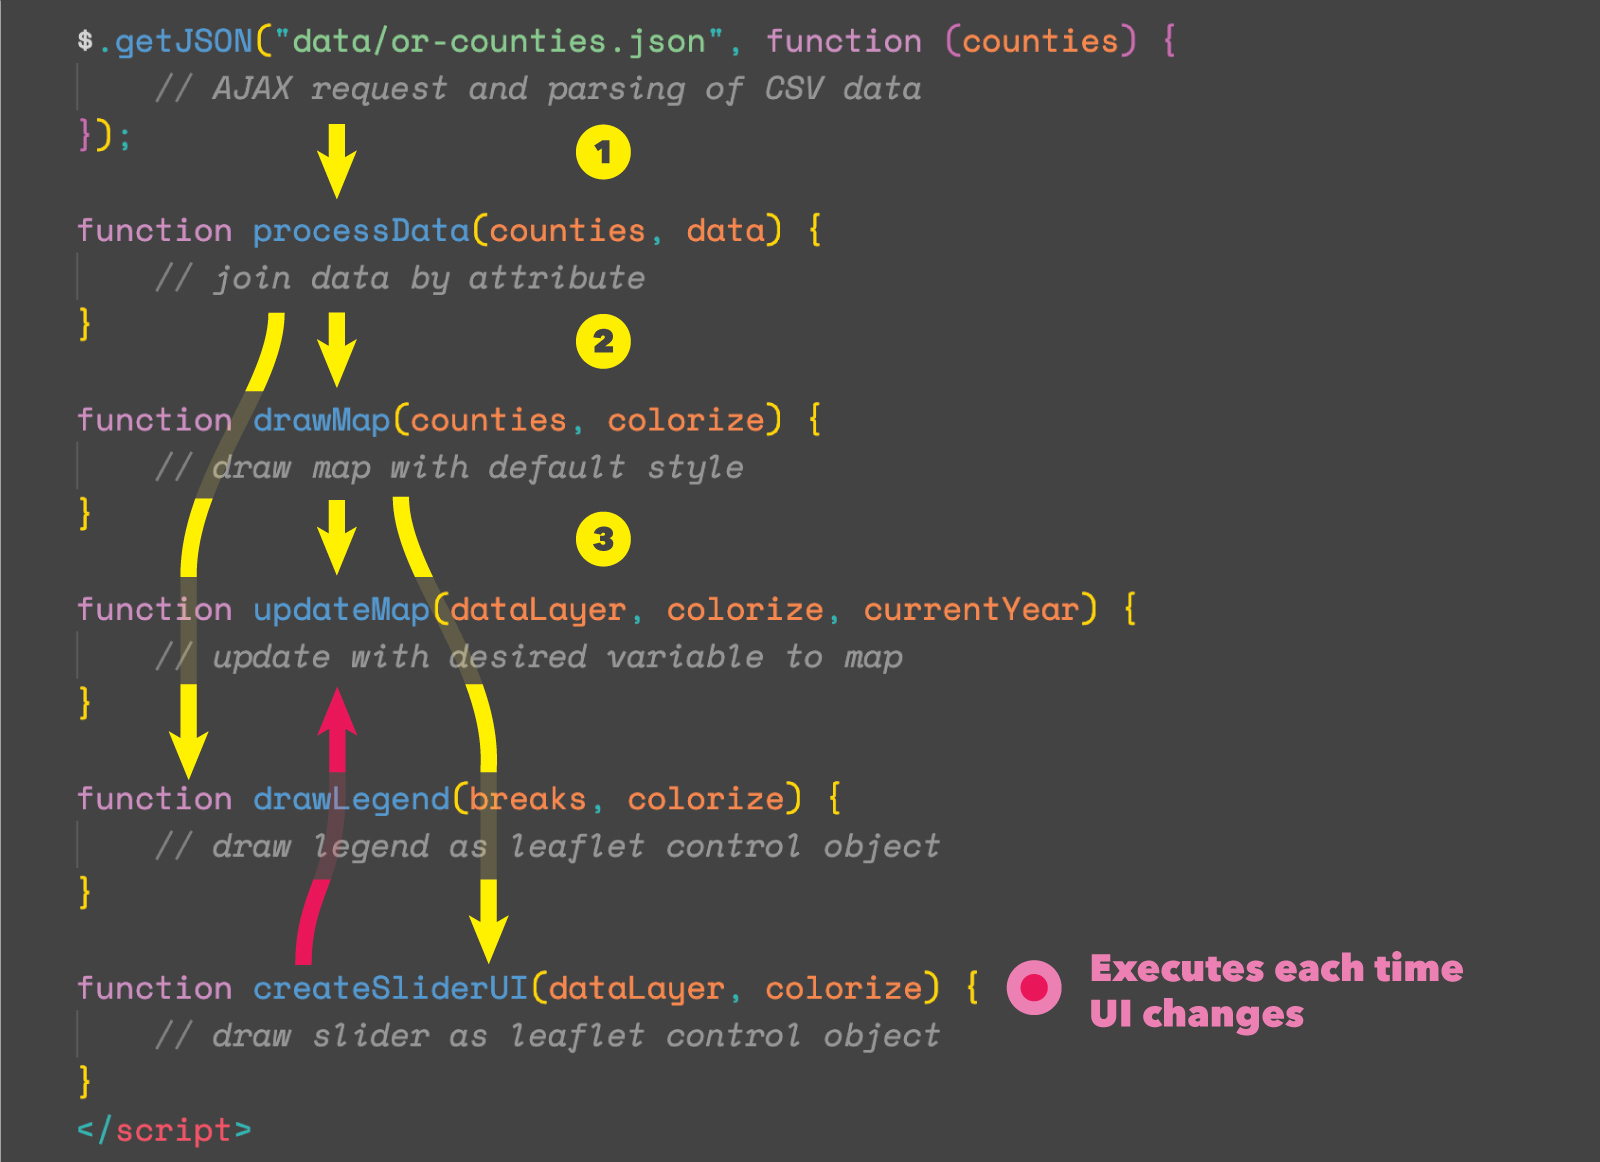 $.getJSON("data/or-counties.json", function (counties) {
// AJAX request and parsing of CSV data
});
1
function processData(counties, data) {
// join data by attribute
}
2
function drawMap(counties, colorize) {
// draw map with default style
}
3
function updateMap(dataLayer, colorize, currentYear) {
// update with desired variable to map
}
function drawLegend(breaks, colorize) {
// draw legend as leaflet control object
}
function createSliderUI(dataLayer, colorize) {
Executes each time
UI changes
// draw slider as leaflet control object
}
</script>